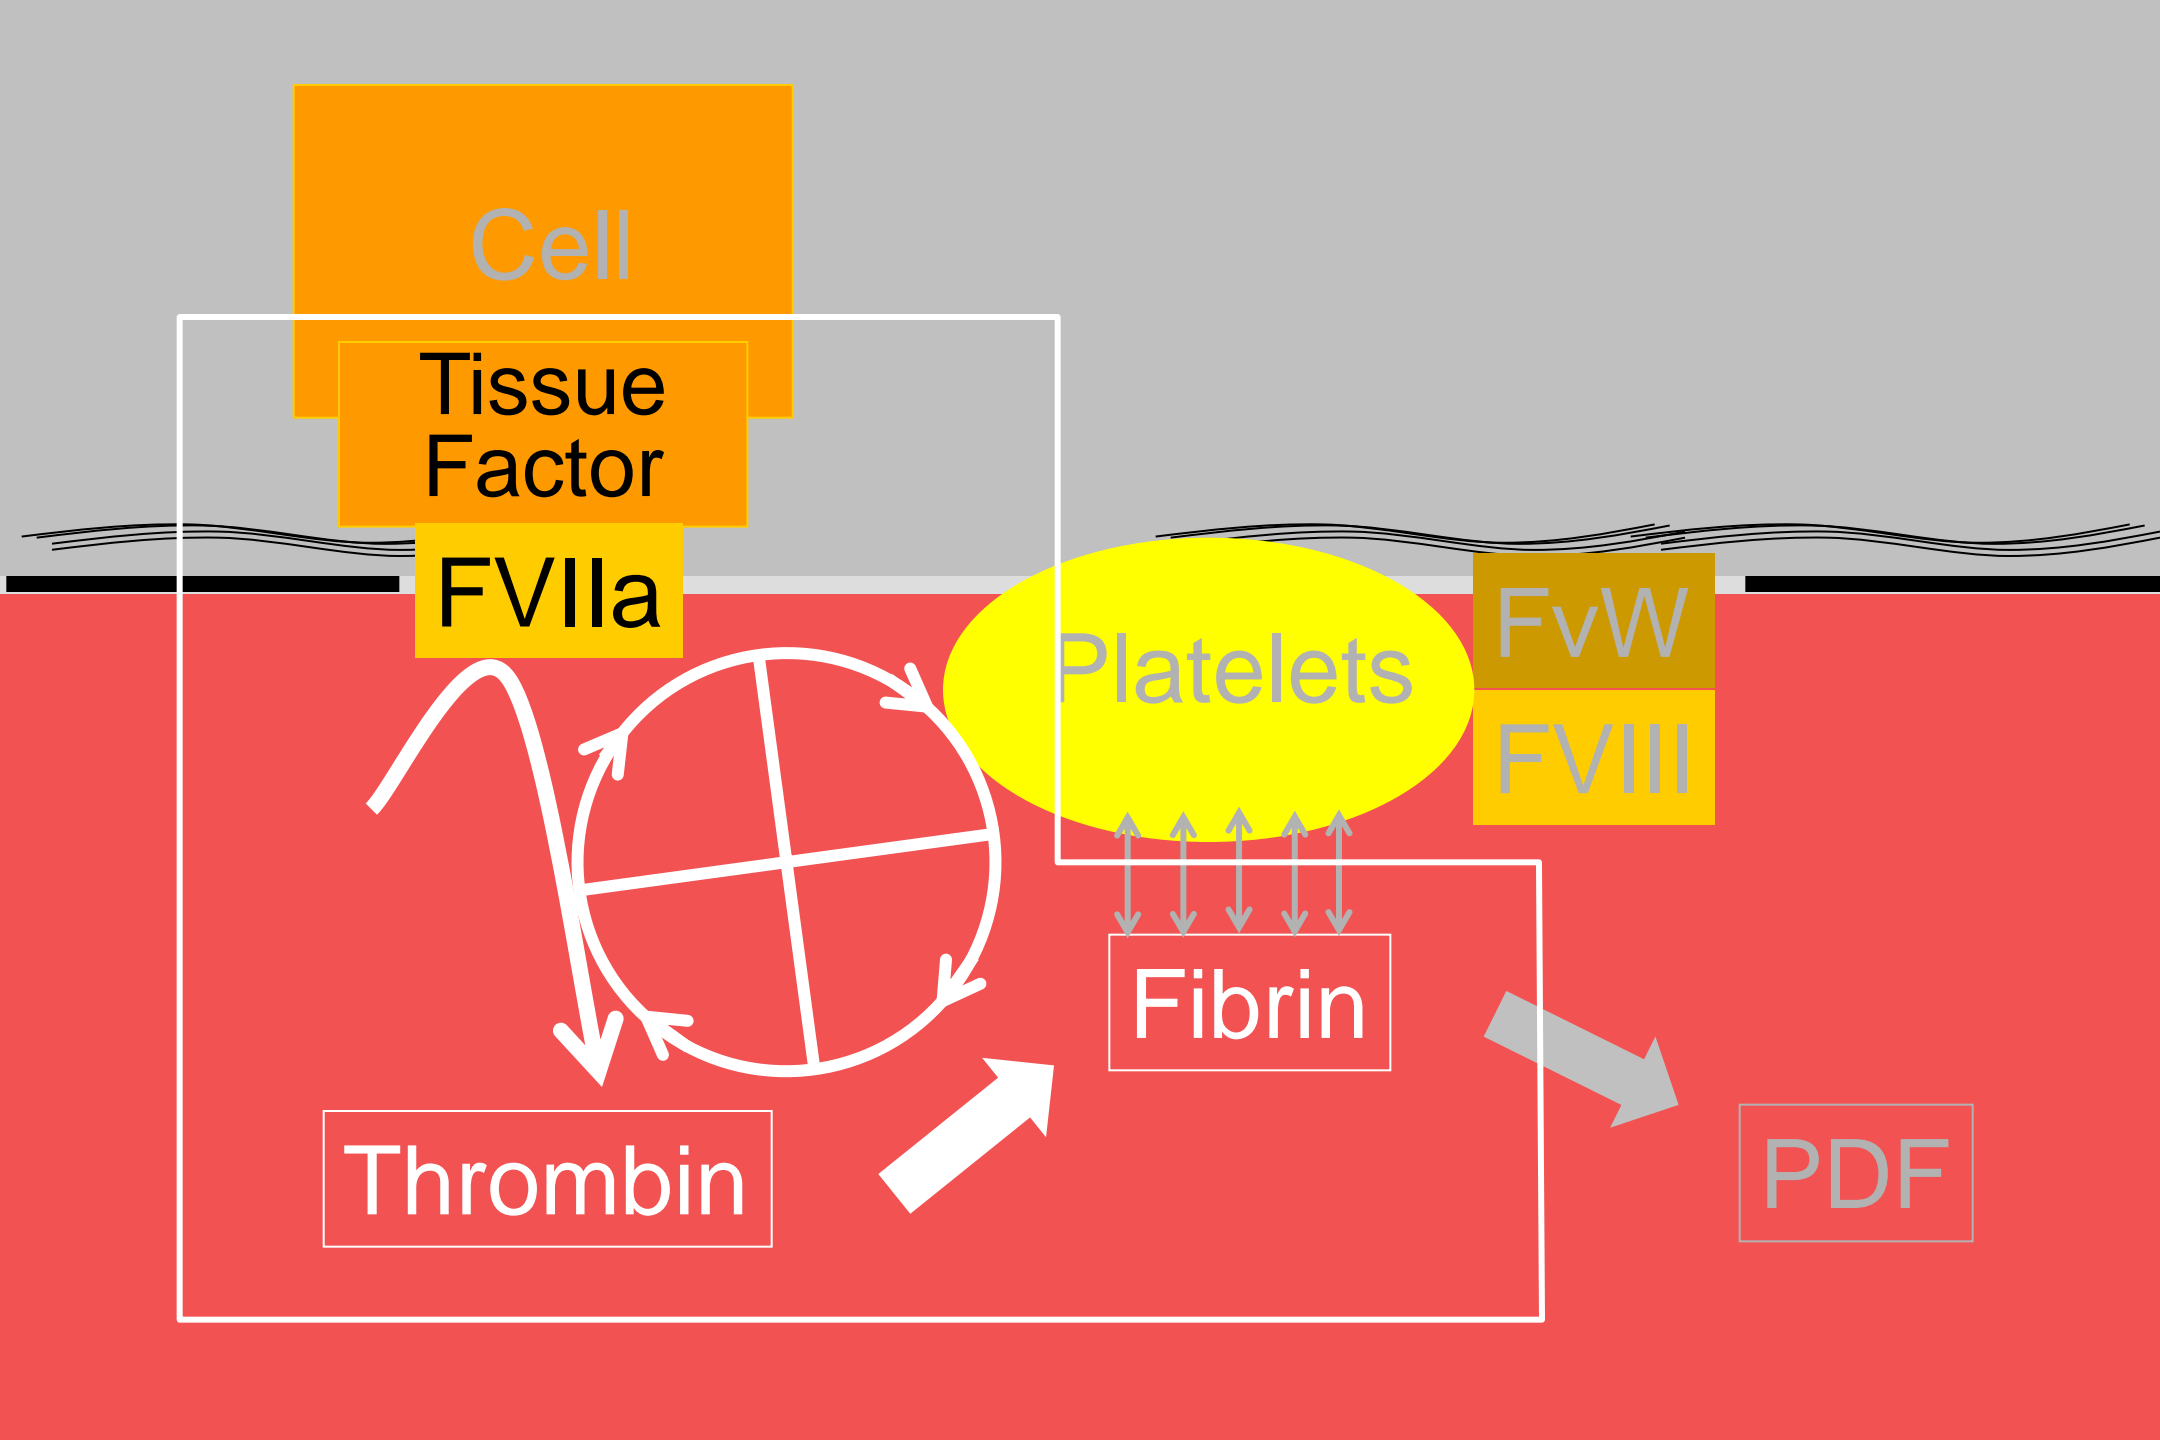 Cell
Tissue
Factor
FVIIa
Platelets
FvW
FVIII
Fibrin
Thrombin
PDF